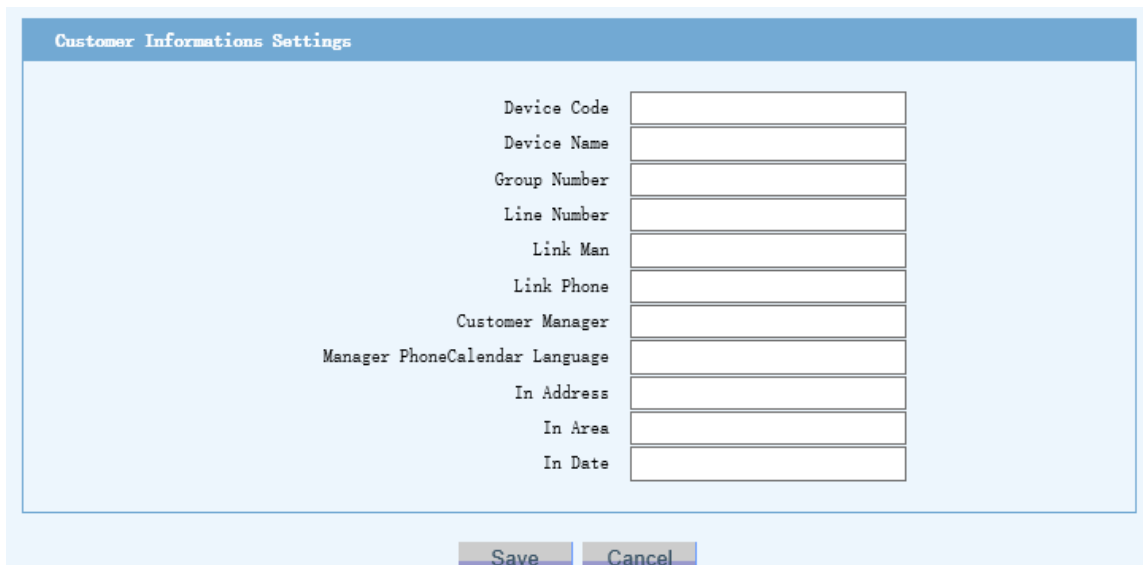 Customer Informations Settings
Device Code
Device Name
Group Number
Line Number
Link Man
Link Phone
Customer Manager
Manager PhoneCalendar Language
In Address
In Area
In Date
Save Cancel